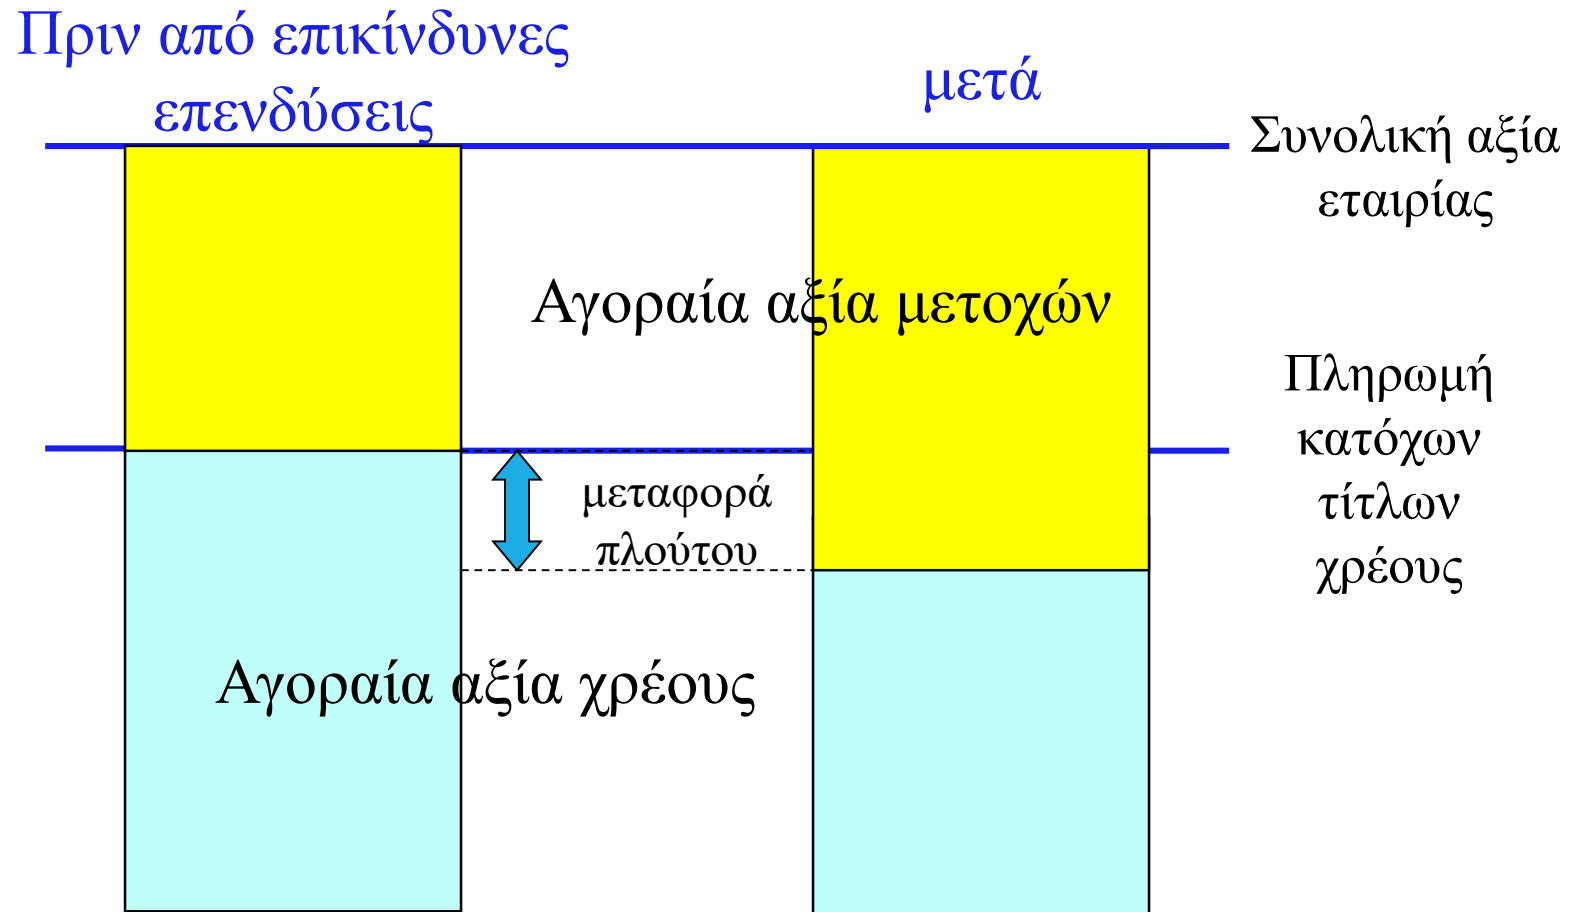 Πριν από επικίνδυνες
επενδύσεις
μετά
Συνολική αξία
εταιρίας
Αγοραία αξία μετοχών
Πληρωμή
κατόχων
τίτλων
χρέους
μεταφορά
πλούτου
Αγοραία αξία χρέους